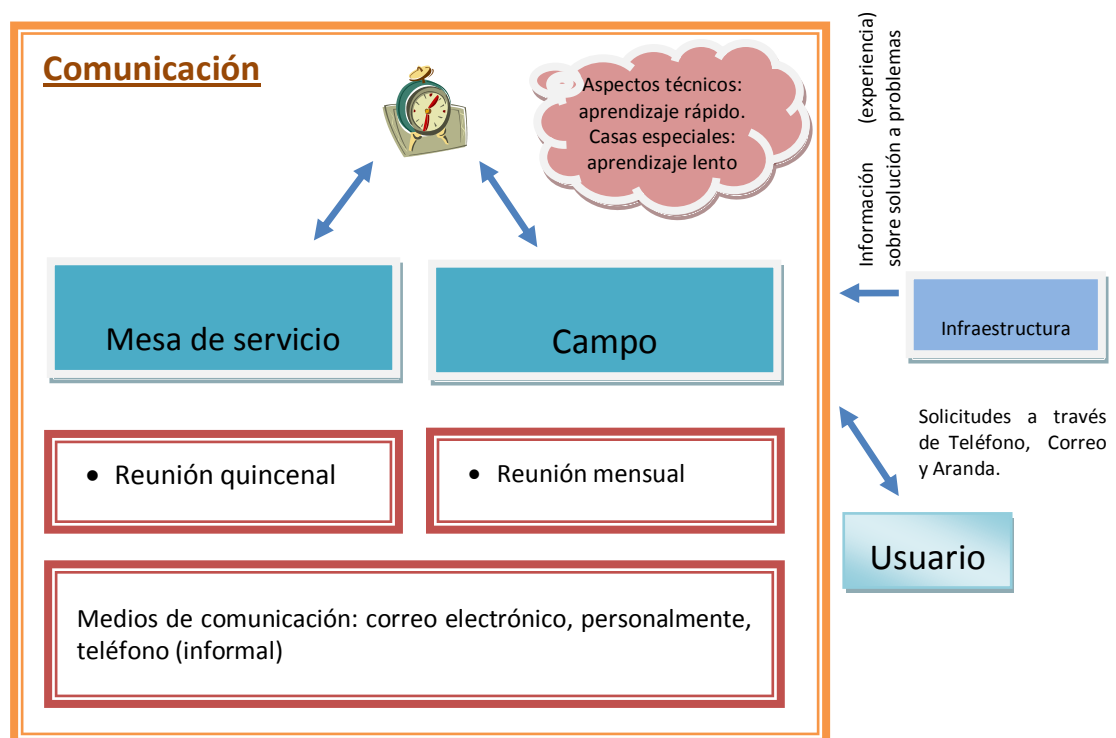 Comunicación
Aspectos técnicos:
aprendizaje rápido.
Casas especiales:
aprendizaje lento
Información (experiencia)
sobre solución a problemas
Mesa de servicio
Campo
Infraestructura
Solicitudes a través
de Teléfono, Correo
y Aranda.
• Reunión quincenal
• Reunión mensual
Usuario
Medios de comunicación: correo electrónico, personalmente,
teléfono (informal)